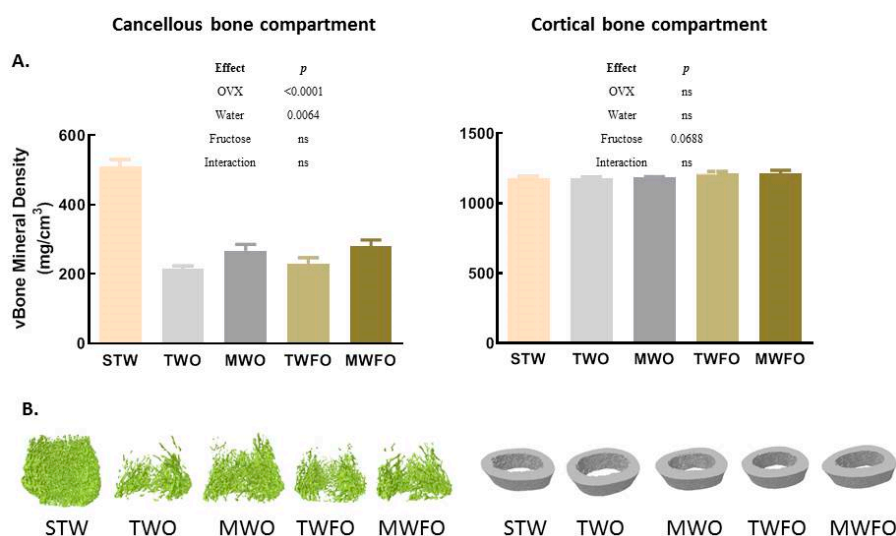 Cancellous bone compartment
Cortical bone compartment
A.
Effect p
OVX <0.0001
Water 0.0064
Fructose ns
Interaction ns
vBone Mineral Density
(mg/cm³)
600
400
200
0
STW TWO MWO TWFO MWFO
Effect p
OVX ns
Water ns
Fructose 0.0688
Interaction ns
1500
1000
500
0
STW TWO MWO TWFO MWFO
B.
STW TWO MWO TWFO MWFO
STW TWO MWO TWFO MWFO